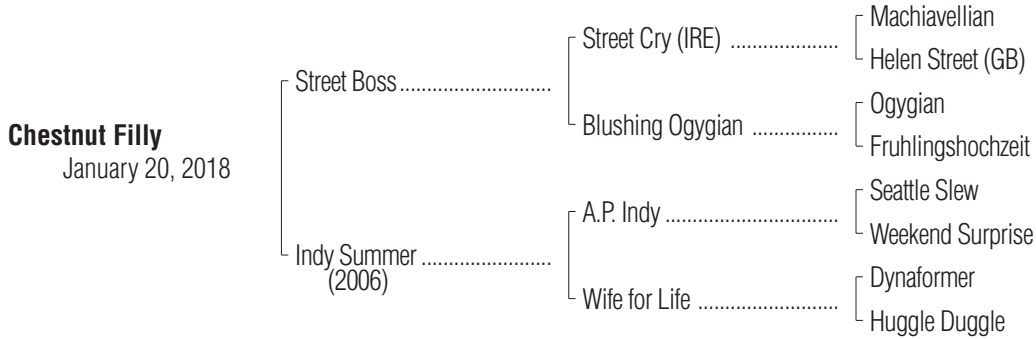 Machiavellian
Street Cry (IRE) ....................
Helen Street (GB)
Street Boss.............................
Ogygian
Blushing Ogygian ................
Chestnut Filly
Fruhlingshochzeit
January 20, 2018
Seattle Slew
A.P. Indy ................................
Weekend Surprise
Indy Summer .........................
(2006)
Dynaformer
Wife for Life ..........................
Huggle Duggle